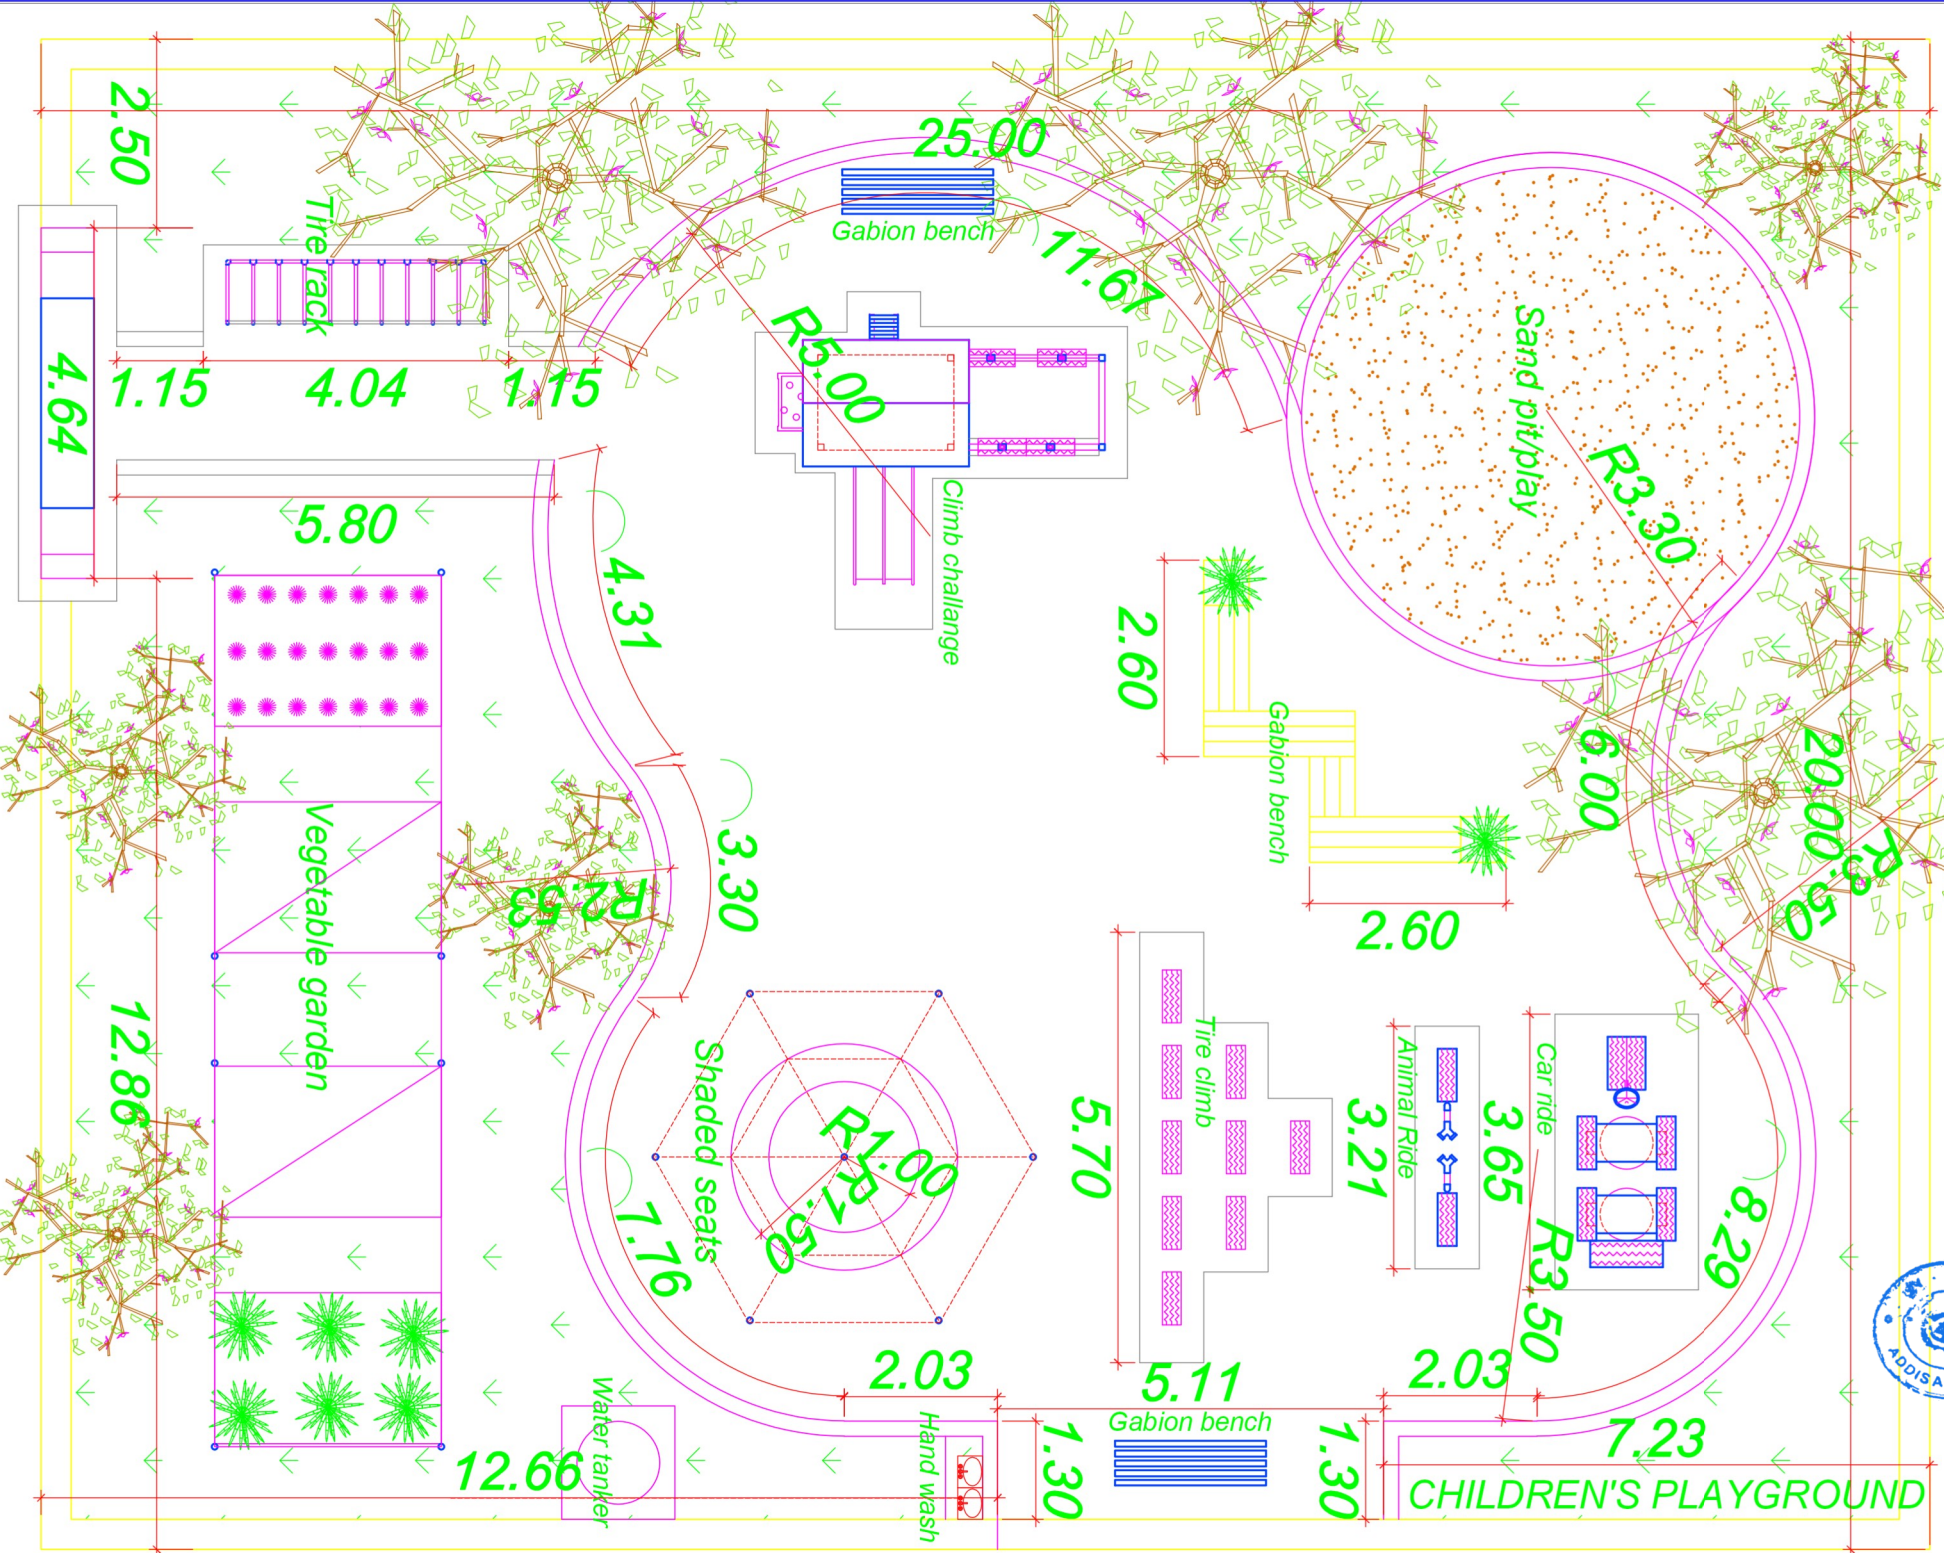 2.50
25.00
Tire rack
Gabion bench
11.67
R5.00
Sand pit/play
R3.30
4.64
1.15
4.04
1.15
5.80
4.31
Climb challange
2.60
Gabion bench
6.00
20.00
R3.50
2.60
3.30
R2.53
Vegetable garden
12.86
Shaded seats
R1.00
R1.50
7.76
5.70
Tire climb
3.21
Animal Ride
3.65
Car ride
R3.50
8.29
2.03
5.11
2.03
Gabion bench
1.30
1.30
7.23
Water tanker
Hand wash
12.66
CHILDREN'S PLAYGROUND